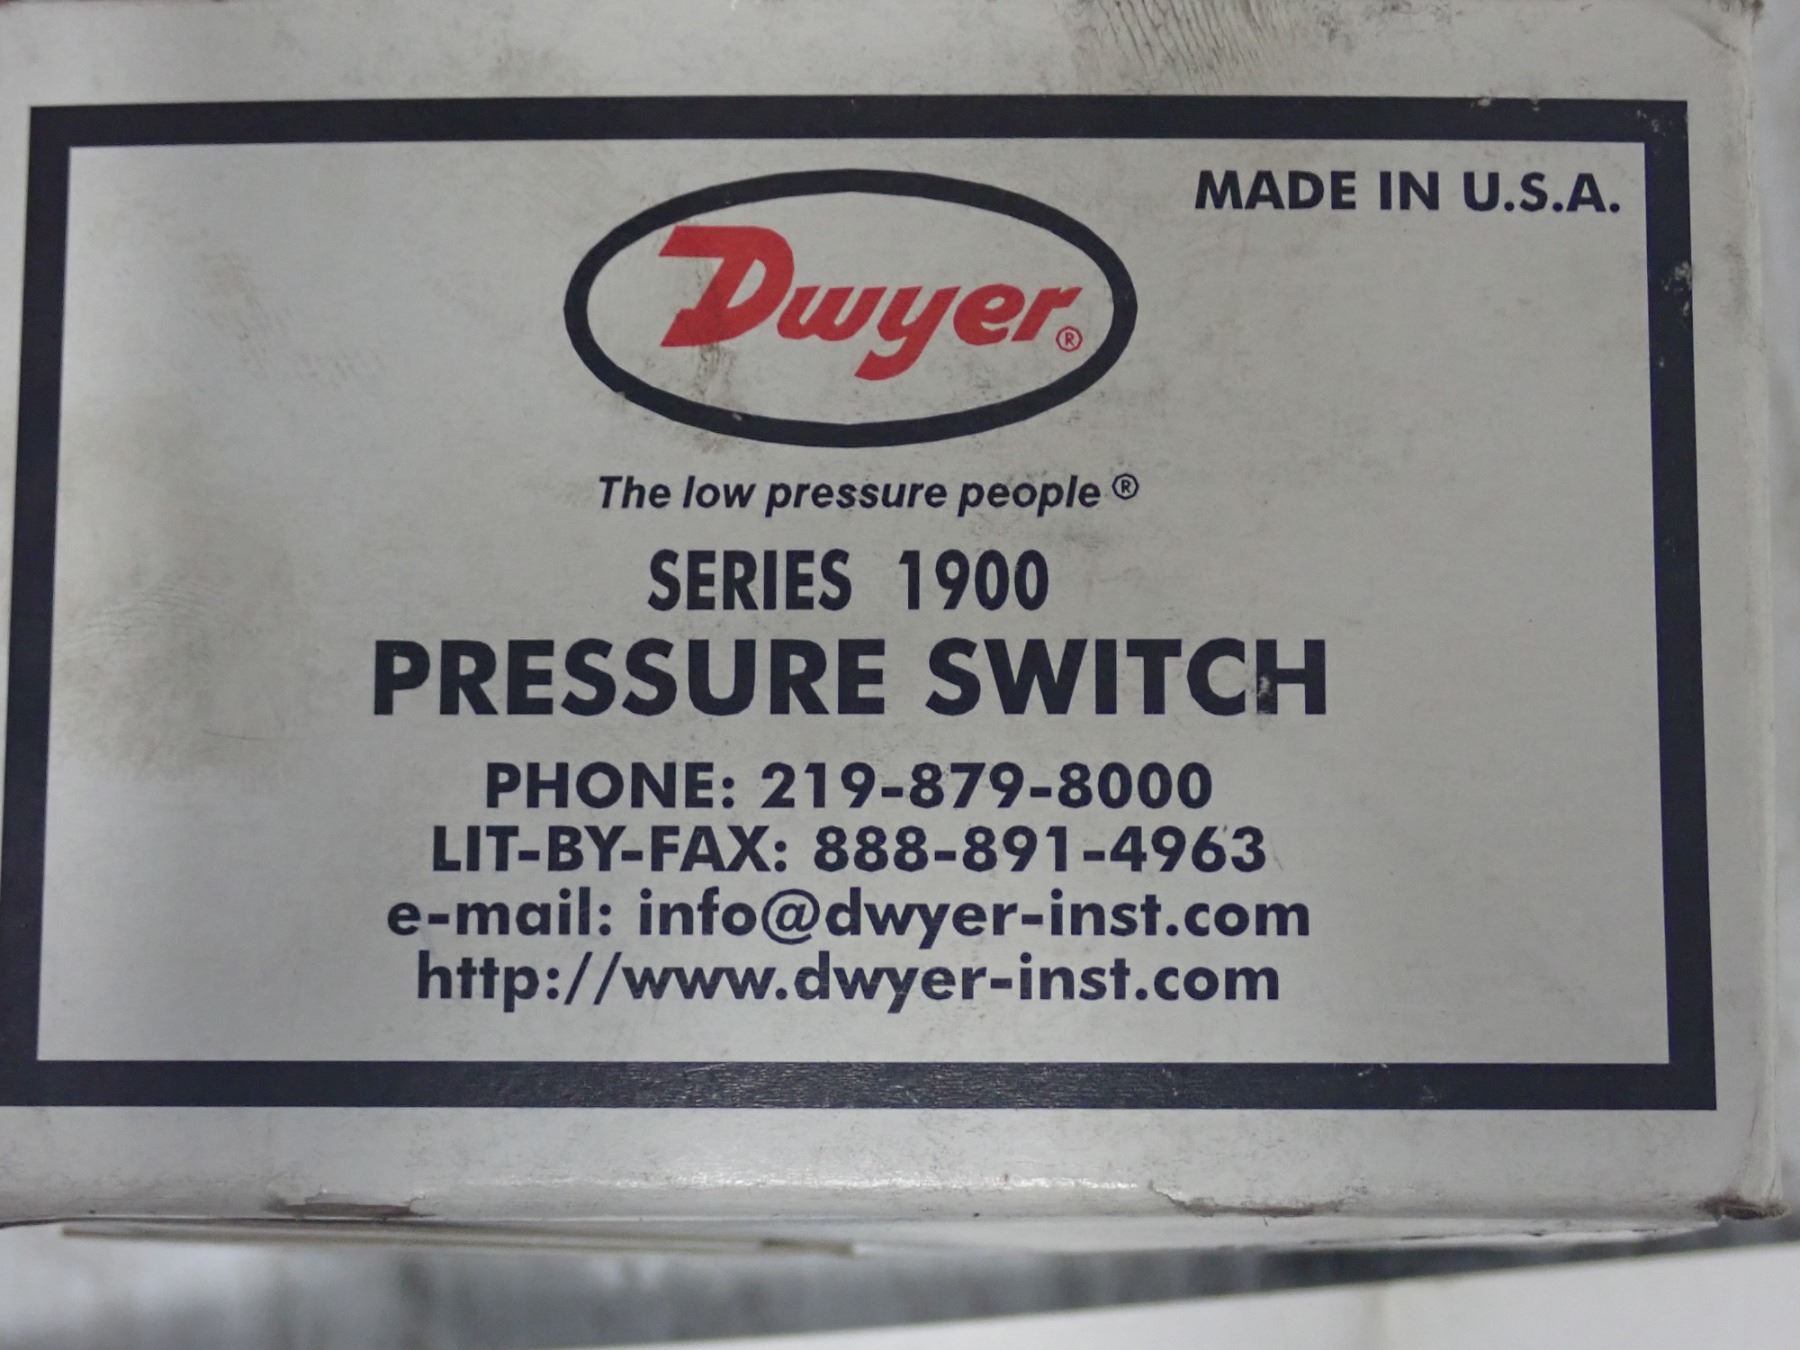 MADE IN U.S.A.
Dwyer®
The low pressure people®
SERIES 1900
PRESSURE SWITCH
PHONE: 219-879-8000
LIT-BY-FAX: 888-891-4963
e-mail: info@dwyer-inst.com
http://www.dwyer-inst.com